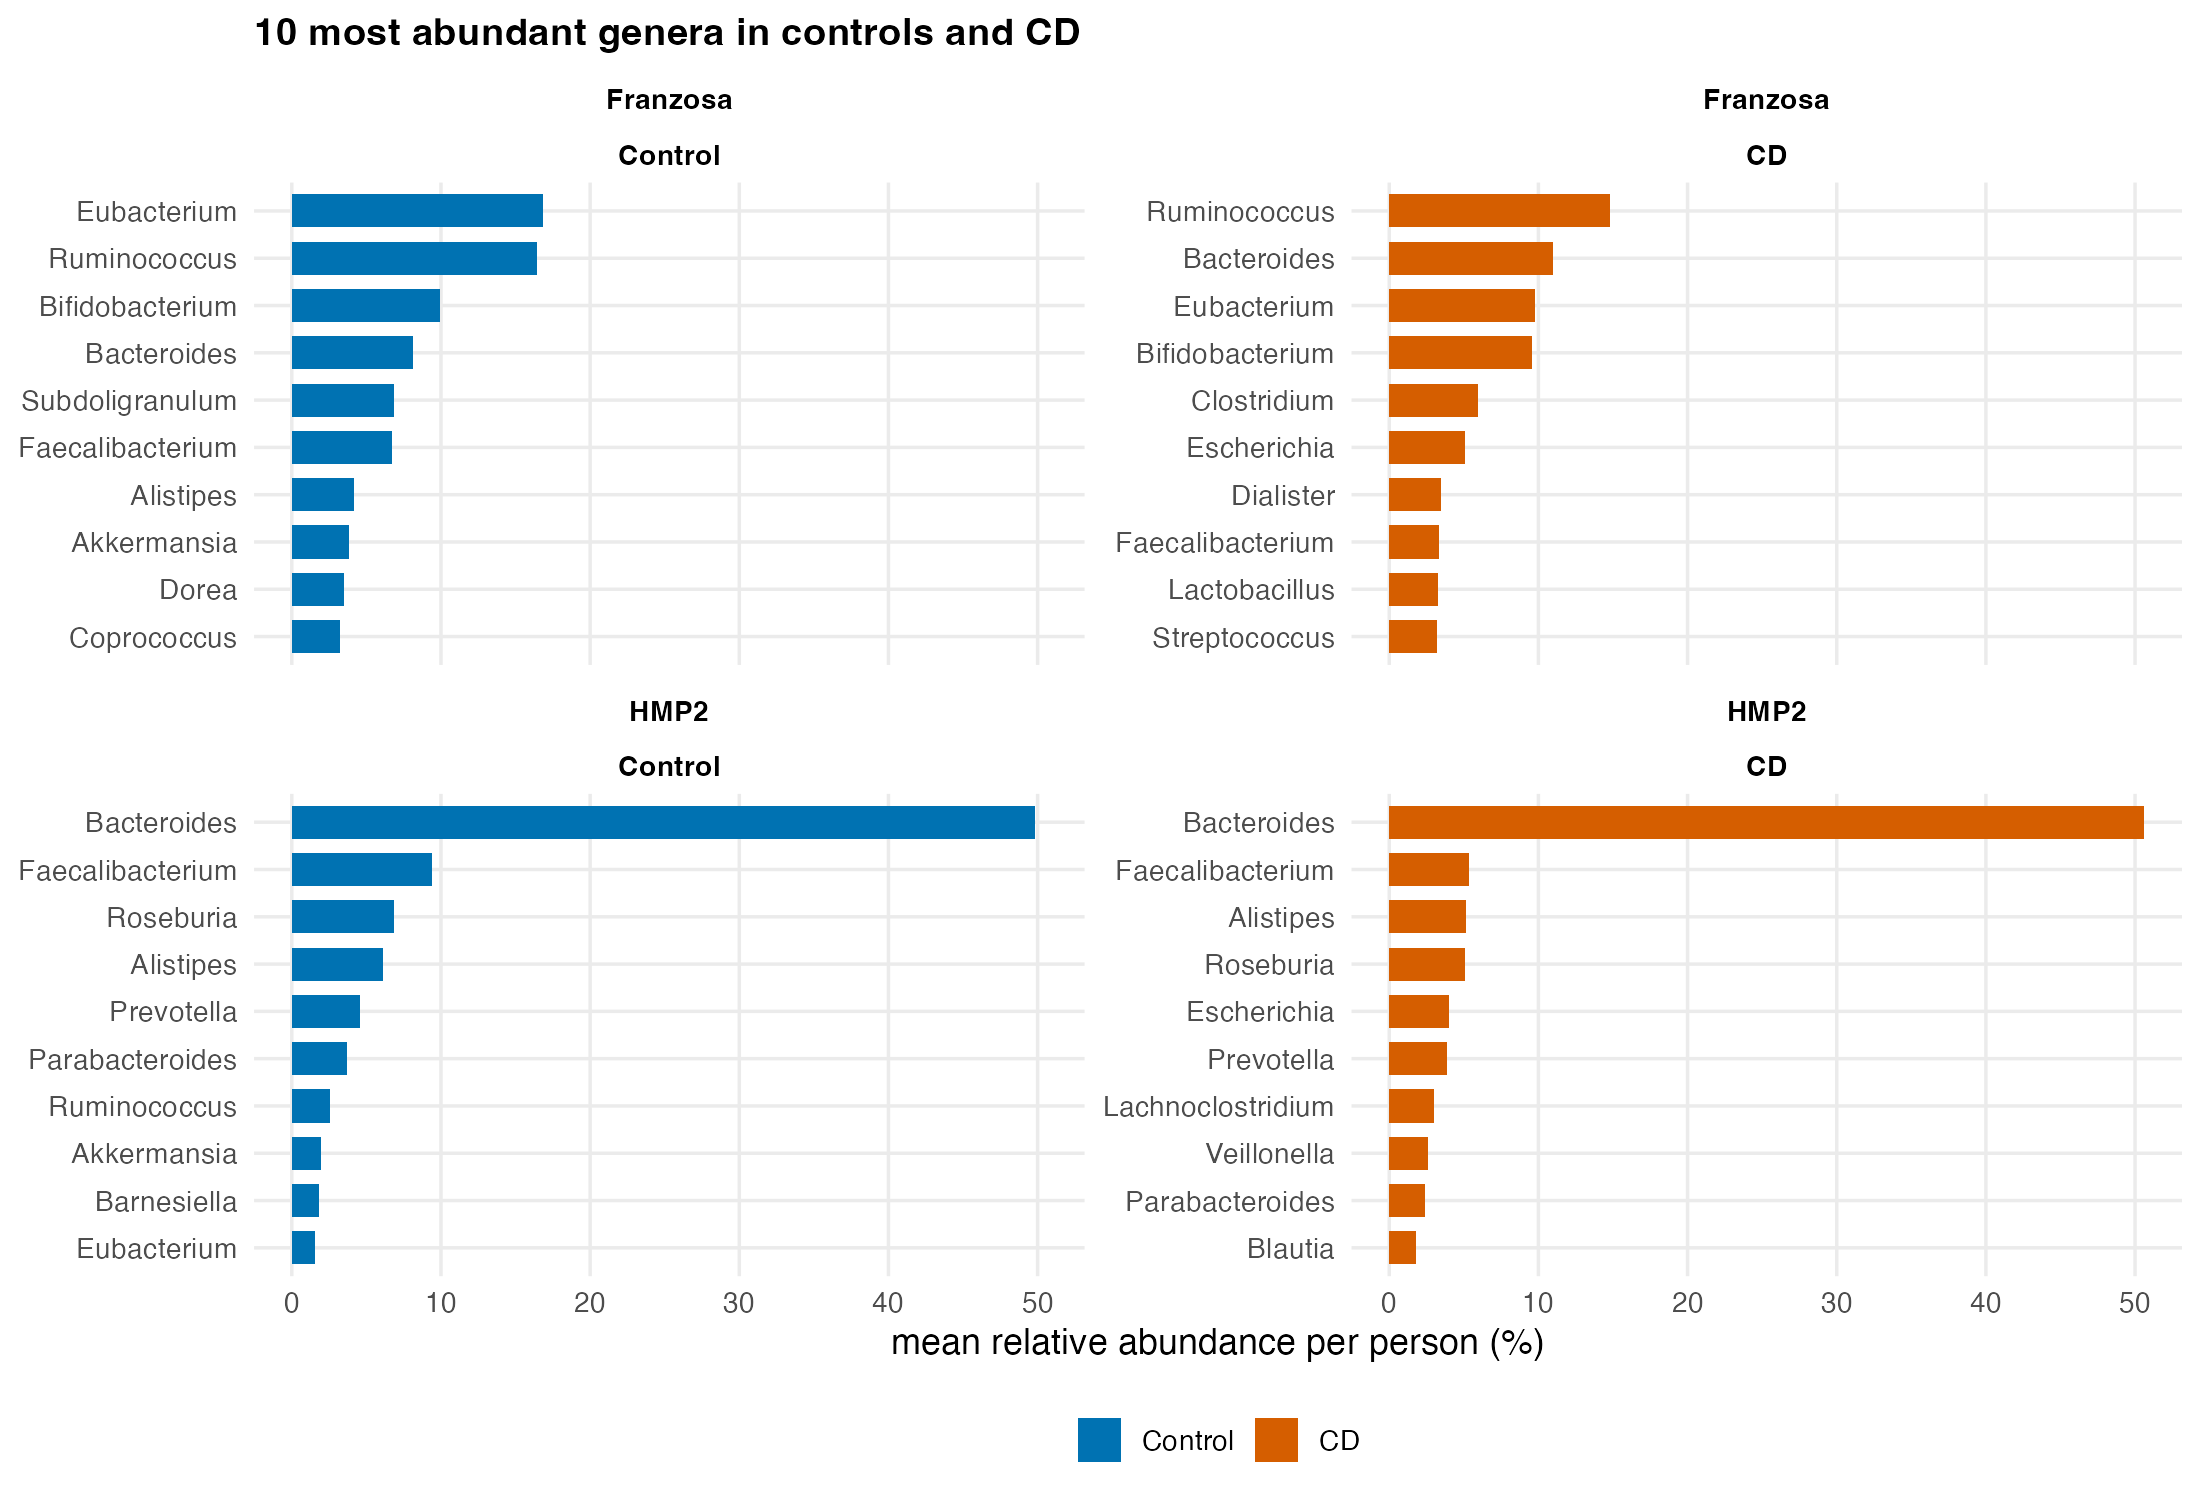 10 most abundant genera in controls and CD
Franzosa
Control
Eubacterium
Ruminococcus
Bifidobacterium
Bacteroides
Subdoligranulum
Faecalibacterium
Alistipes
Akkermansia
Dorea
Coprococcus
Franzosa
CD
Ruminococcus
Bacteroides
Eubacterium
Bifidobacterium
Clostridium
Escherichia
Dialister
Faecalibacterium
Lactobacillus
Streptococcus
HMP2
Control
Bacteroides
Faecalibacterium
Roseburia
Alistipes
Prevotella
Parabacteroides
Ruminococcus
Akkermansia
Barnesiella
Eubacterium
0 10 20 30 40 50
HMP2
CD
Bacteroides
Faecalibacterium
Alistipes
Roseburia
Escherichia
Prevotella
Lachnoclostridium
Veillonella
Parabacteroides
Blautia
0 10 20 30 40 50
mean relative abundance per person (%)
Control CD